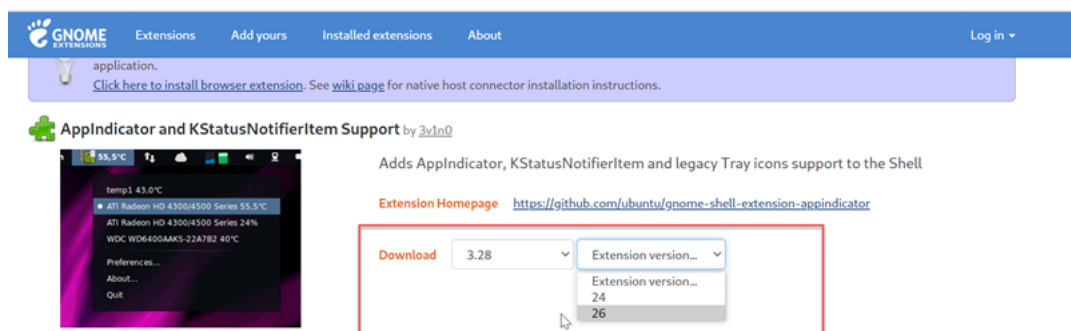 GNOME
EXTENSIONS
Extensions
Add yours
Installed extensions
About
Log in
application.
Click here to install browser extension. See wiki page for native host connector installation instructions.
AppIndicator and KStatusNotifierItem Support by 3v1n0
55,5°C
temp1 43.0°C
ATI Radeon HD 4300/4500 Series 55.5°C
ATI Radeon HD 4300/4500 Series 24%
WDC WD6400AAKS-22A7B2 40°C
Preferences...
About...
Quit
Adds AppIndicator, KStatusNotifierItem and legacy Tray icons support to the Shell
Extension Homepage https://github.com/ubuntu/gnome-shell-extension-appindicator
Download 3.28 Extension version...
Extension version...
24
26